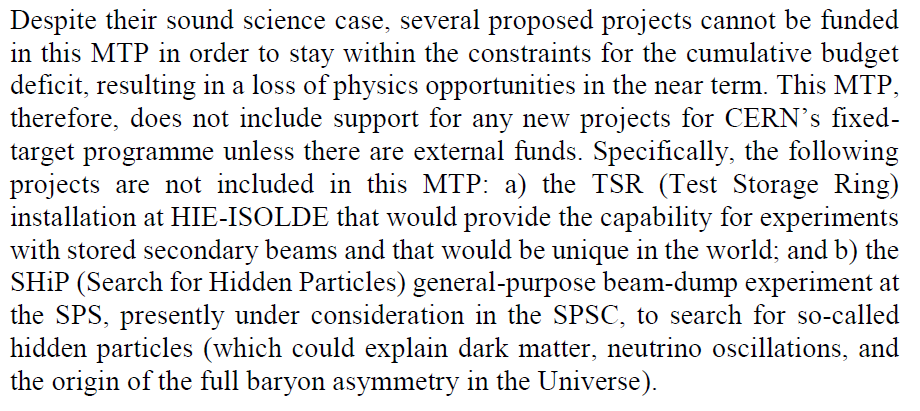 Despite their sound science case, several proposed projects cannot be funded
in this MTP in order to stay within the constraints for the cumulative budget
deficit, resulting in a loss of physics opportunities in the near term. This MTP,
therefore, does not include support for any new projects for CERN’s fixed-
target programme unless there are external funds. Specifically, the following
projects are not included in this MTP: a) the TSR (Test Storage Ring)
installation at HIE-ISOLDE that would provide the capability for experiments
with stored secondary beams and that would be unique in the world; and b) the
SHiP (Search for Hidden Particles) general-purpose beam-dump experiment at
the SPS, presently under consideration in the SPSC, to search for so-called
hidden particles (which could explain dark matter, neutrino oscillations, and
the origin of the full baryon asymmetry in the Universe).